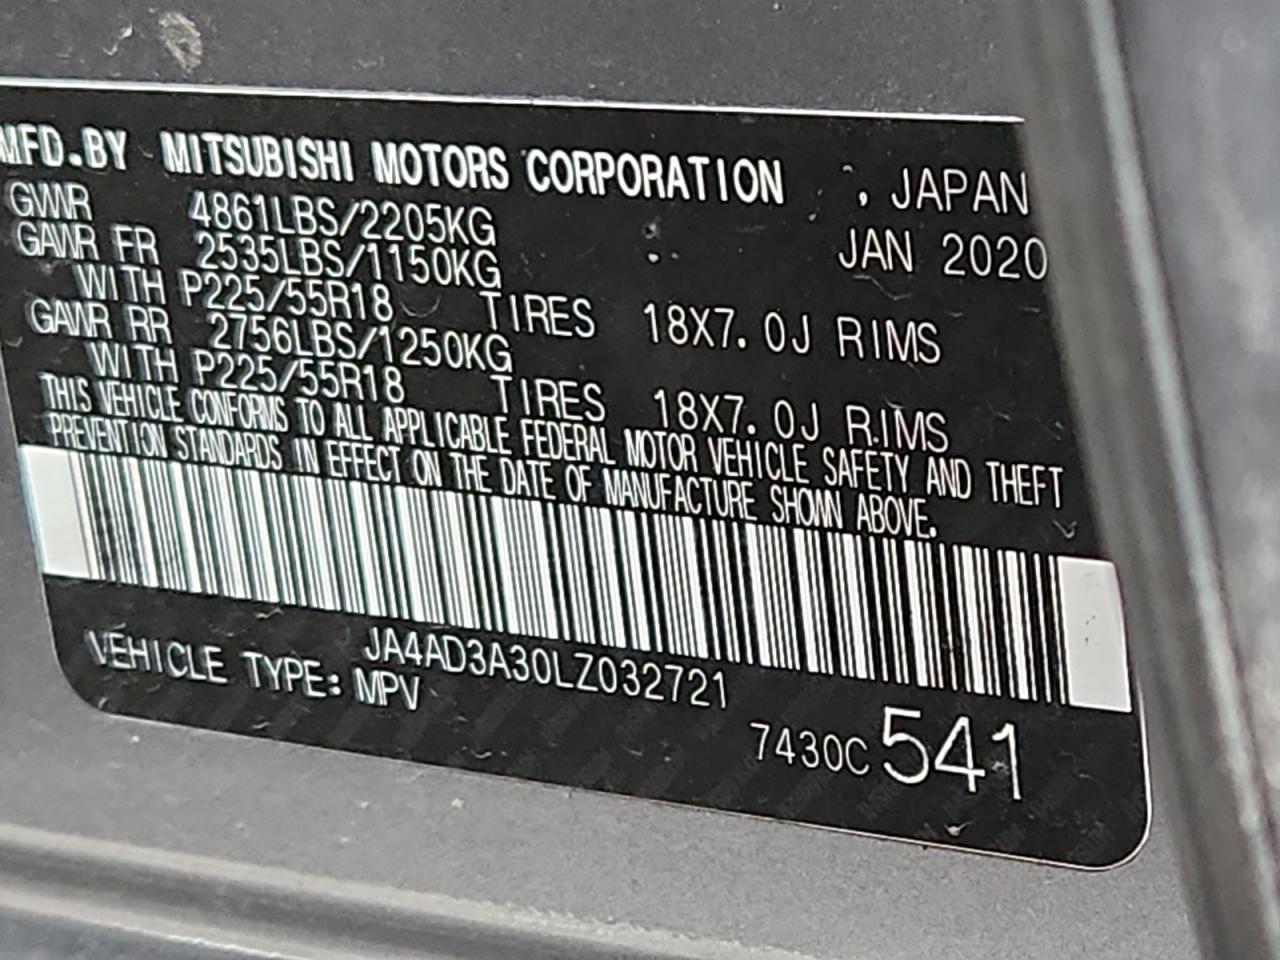 MFD.BY MITSUBISHI MOTORS CORPORATION , JAPAN
GWR 4861LBS/2205KG JAN 2020
GAWR FR 2535LBS/1150KG
WITH P225/55R18 TIRES 18X7.0J RIMS
GAWR RR 2756LBS/1250KG
WITH P225/55R18 TIRES 18X7.0J RIMS
THIS VEHICLE CONFORMS TO ALL APPLICABLE FEDERAL MOTOR VEHICLE SAFETY AND THEFT
PREVENTION STANDARDS IN EFFECT ON THE DATE OF MANUFACTURE SHOWN ABOVE.
JA4AD3A30LZ032721
VEHICLE TYPE: MPV
7430C 541